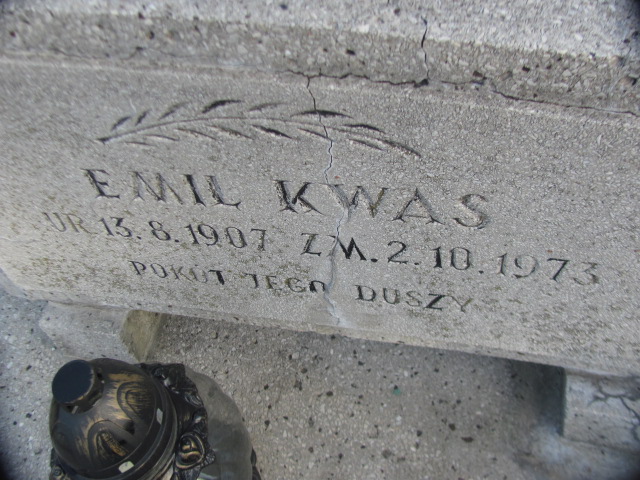 EMIL KWAS
UR 13.8.1907 ZM. 2.10.1973
POKÓJ JEGO DUSZY